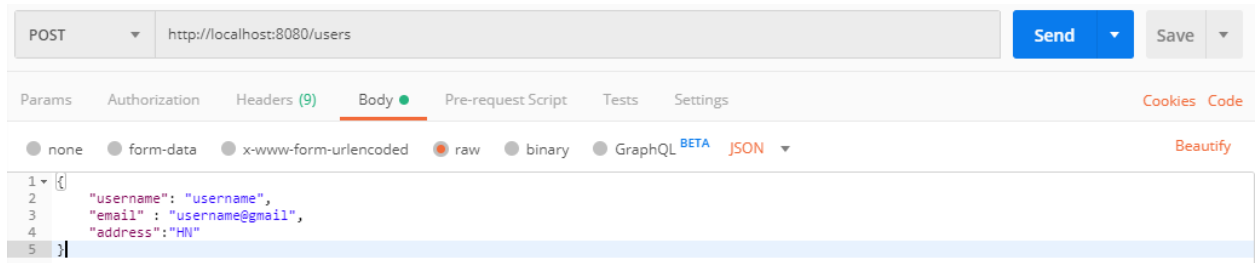 POST http://localhost:8080/users Send Save
Params Authorization Headers (9) Body Pre-request Script Tests Settings Cookies Code
none form-data x-www-form-urlencoded raw binary GraphQL BETA JSON Beautify
1 {
2 "username": "username",
3 "email" : "username@gmail",
4 "address":"HN"
5 }